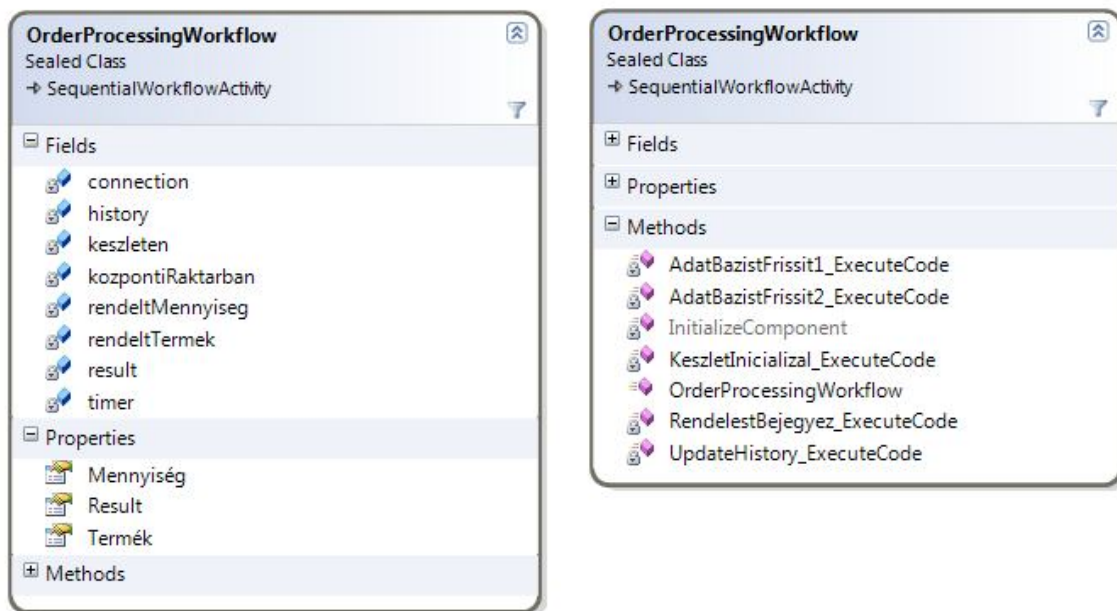 OrderProcessingWorkflow
Sealed Class
SequentialWorkflowActivity
Fields
connection
history
keszleten
kozpontiRaktarban
rendeltMennyiseg
rendeltTermek
result
timer
Properties
Mennyiség
Result
Termék
Methods
OrderProcessingWorkflow
Sealed Class
SequentialWorkflowActivity
Fields
Properties
Methods
AdatBazistFrissit1_ExecuteCode
AdatBazistFrissit2_ExecuteCode
InitializeComponent
KeszletInicializal_ExecuteCode
OrderProcessingWorkflow
RendelestBejegyez_ExecuteCode
UpdateHistory_ExecuteCode